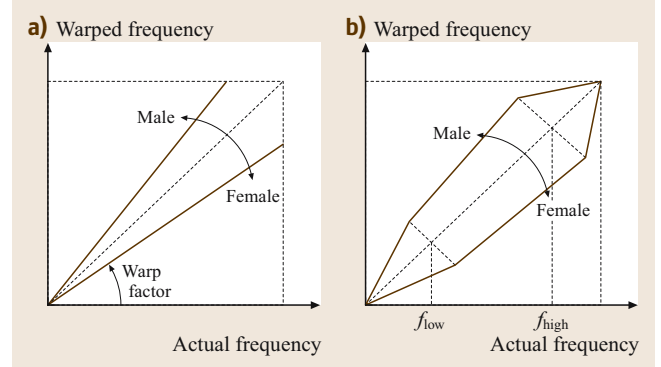 a) Warped frequency
Male
Female
Warp
factor
Actual frequency
b) Warped frequency
Male
Female
f_low
f_high
Actual frequency